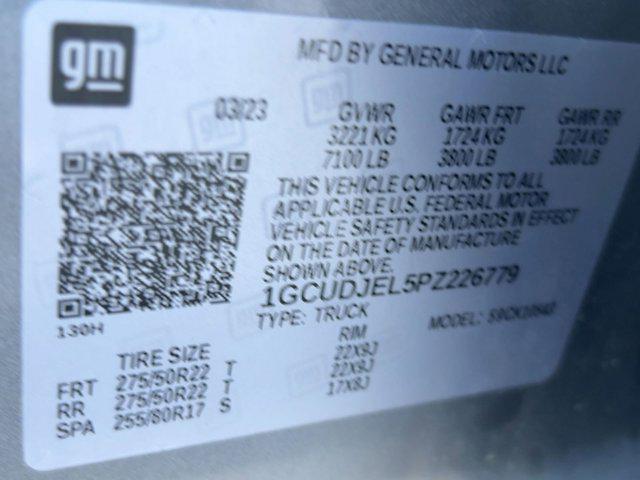 gm
MFD BY GENERAL MOTORS LLC
03/23 GVWR GAWR FRT GAWR RR
3221 KG 1724 KG 1724 KG
7100 LB 3800 LB 3800 LB
THIS VEHICLE CONFORMS TO ALL
APPLICABLE U.S. FEDERAL MOTOR
VEHICLE SAFETY STANDARDS IN EFFECT
ON THE DATE OF MANUFACTURE
SHOWN ABOVE.
1GCUDJEL5PZ226779
130H
TYPE: TRUCK MODEL:
TIRE SIZE RIM
FRT 275/50R22 T 22X9J
RR 275/50R22 T 22X9J
SPA 255/80R17 S 17X8J